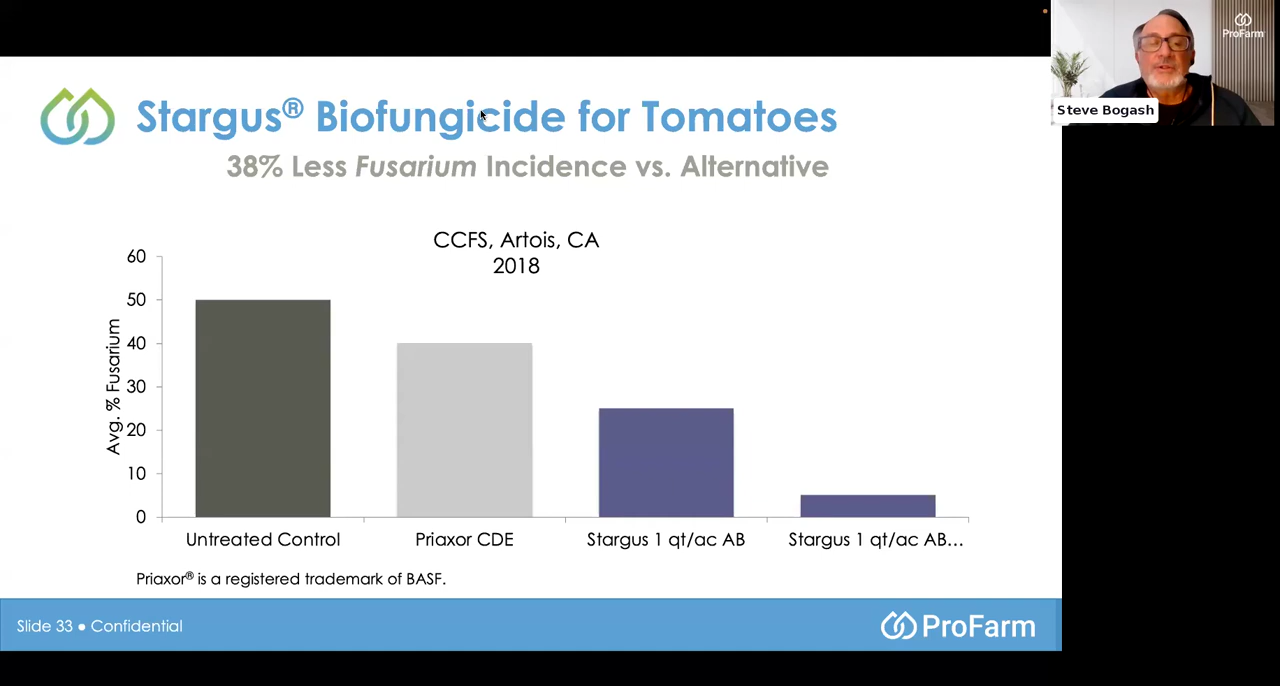 Stargus® Biofungicide for Tomatoes
38% Less Fusarium Incidence vs. Alternative
ProFarm
Steve Bogash
CCFS, Artois, CA
2018
Avg. % Fusarium
60
50
40
30
20
10
0
Untreated Control
Priaxor CDE
Stargus 1 qt/ac AB
Stargus 1 qt/ac AB…
Priaxor® is a registered trademark of BASF.
Slide 33 ● Confidential
ProFarm